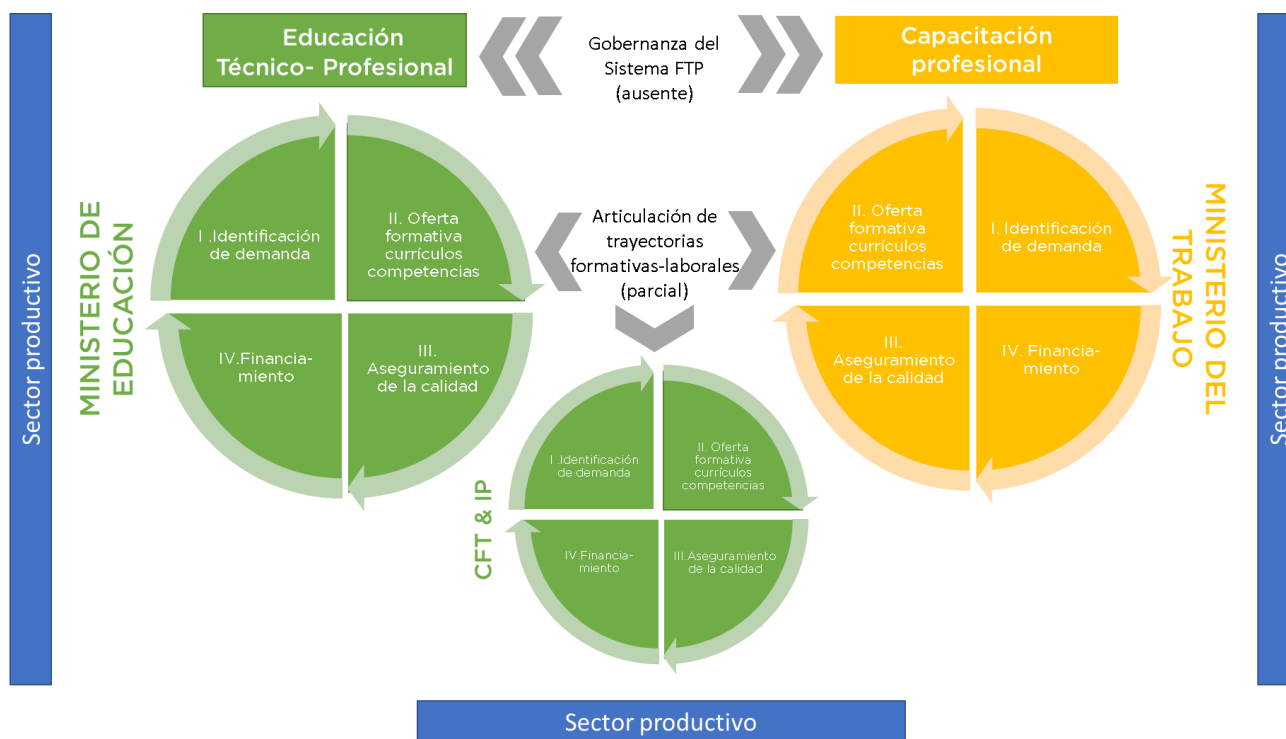 Educación
Técnico- Profesional
Gobernanza del
Sistema FTP
(ausente)
Capacitación
profesional
Sector productivo
MINISTERIO DE
EDUCACIÓN
I .Identificación
de demanda
II. Oferta
formativa
currículos
competencias
IV.Financia-
miento
III.
Aseguramiento
de la calidad
Articulación de
trayectorias
formativas-laborales
(parcial)
II. Oferta
formativa
currículos
competencias
I. Identificación
de demanda
III.
Aseguramiento
de la calidad
IV. Financia-
miento
MINISTERIO DEL
TRABAJO
Sector productivo
CFT & IP
I .Identificación
de demanda
II. Oferta
formativa
currículos
competencias
IV.Financia-
miento
III.Aseguramiento
de la calidad
Sector productivo